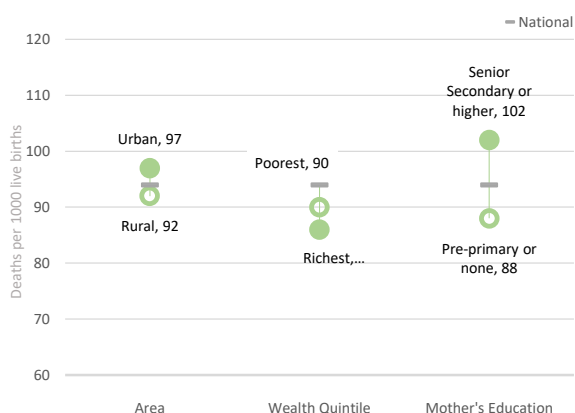 National
120
110
100
90
80
70
60
Deaths per 1000 live births
Senior
Secondary or
higher, 102
Urban, 97
Poorest, 90
Rural, 92
Richest,...
Pre-primary or
none, 88
Area
Wealth Quintile
Mother's Education